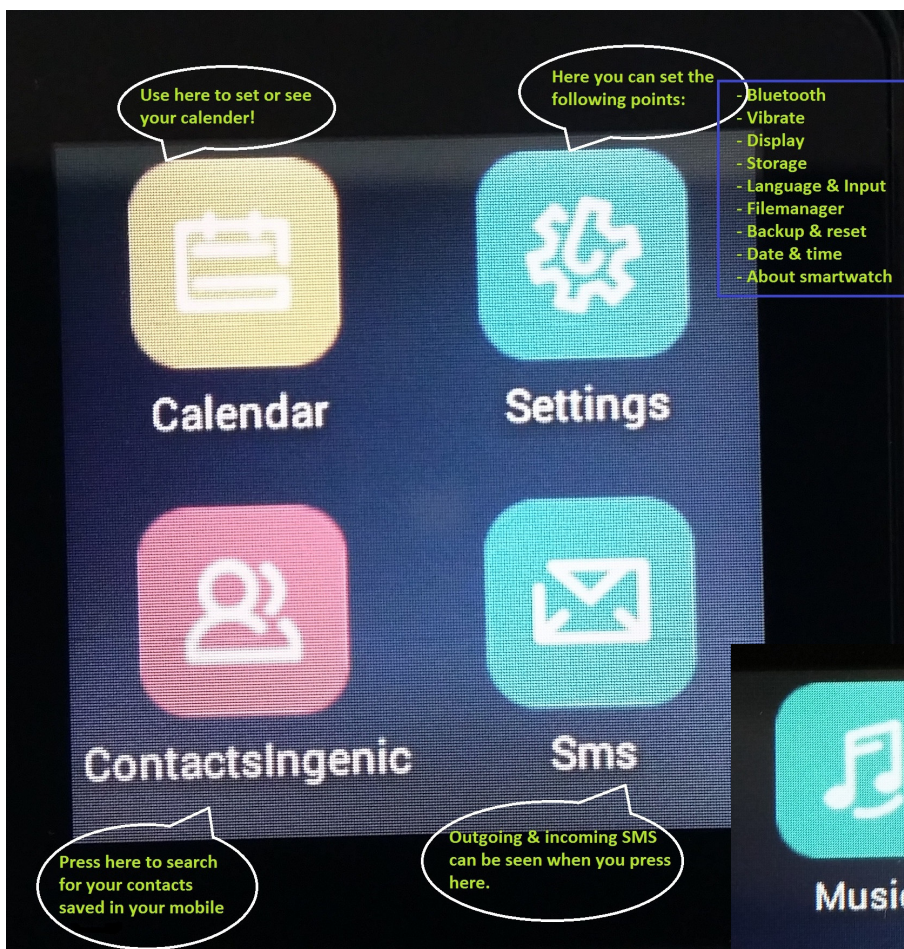 Use here to set or see
your calender!
Here you can set the
following points:
- Bluetooth
- Vibrate
- Display
- Storage
- Language & Input
- Filemanager
- Backup & reset
- Date & time
- About smartwatch
Calendar
Settings
ContactsIngenic
Sms
Press here to search
for your contacts
saved in your mobile
Outgoing & incoming SMS
can be seen when you press
here.